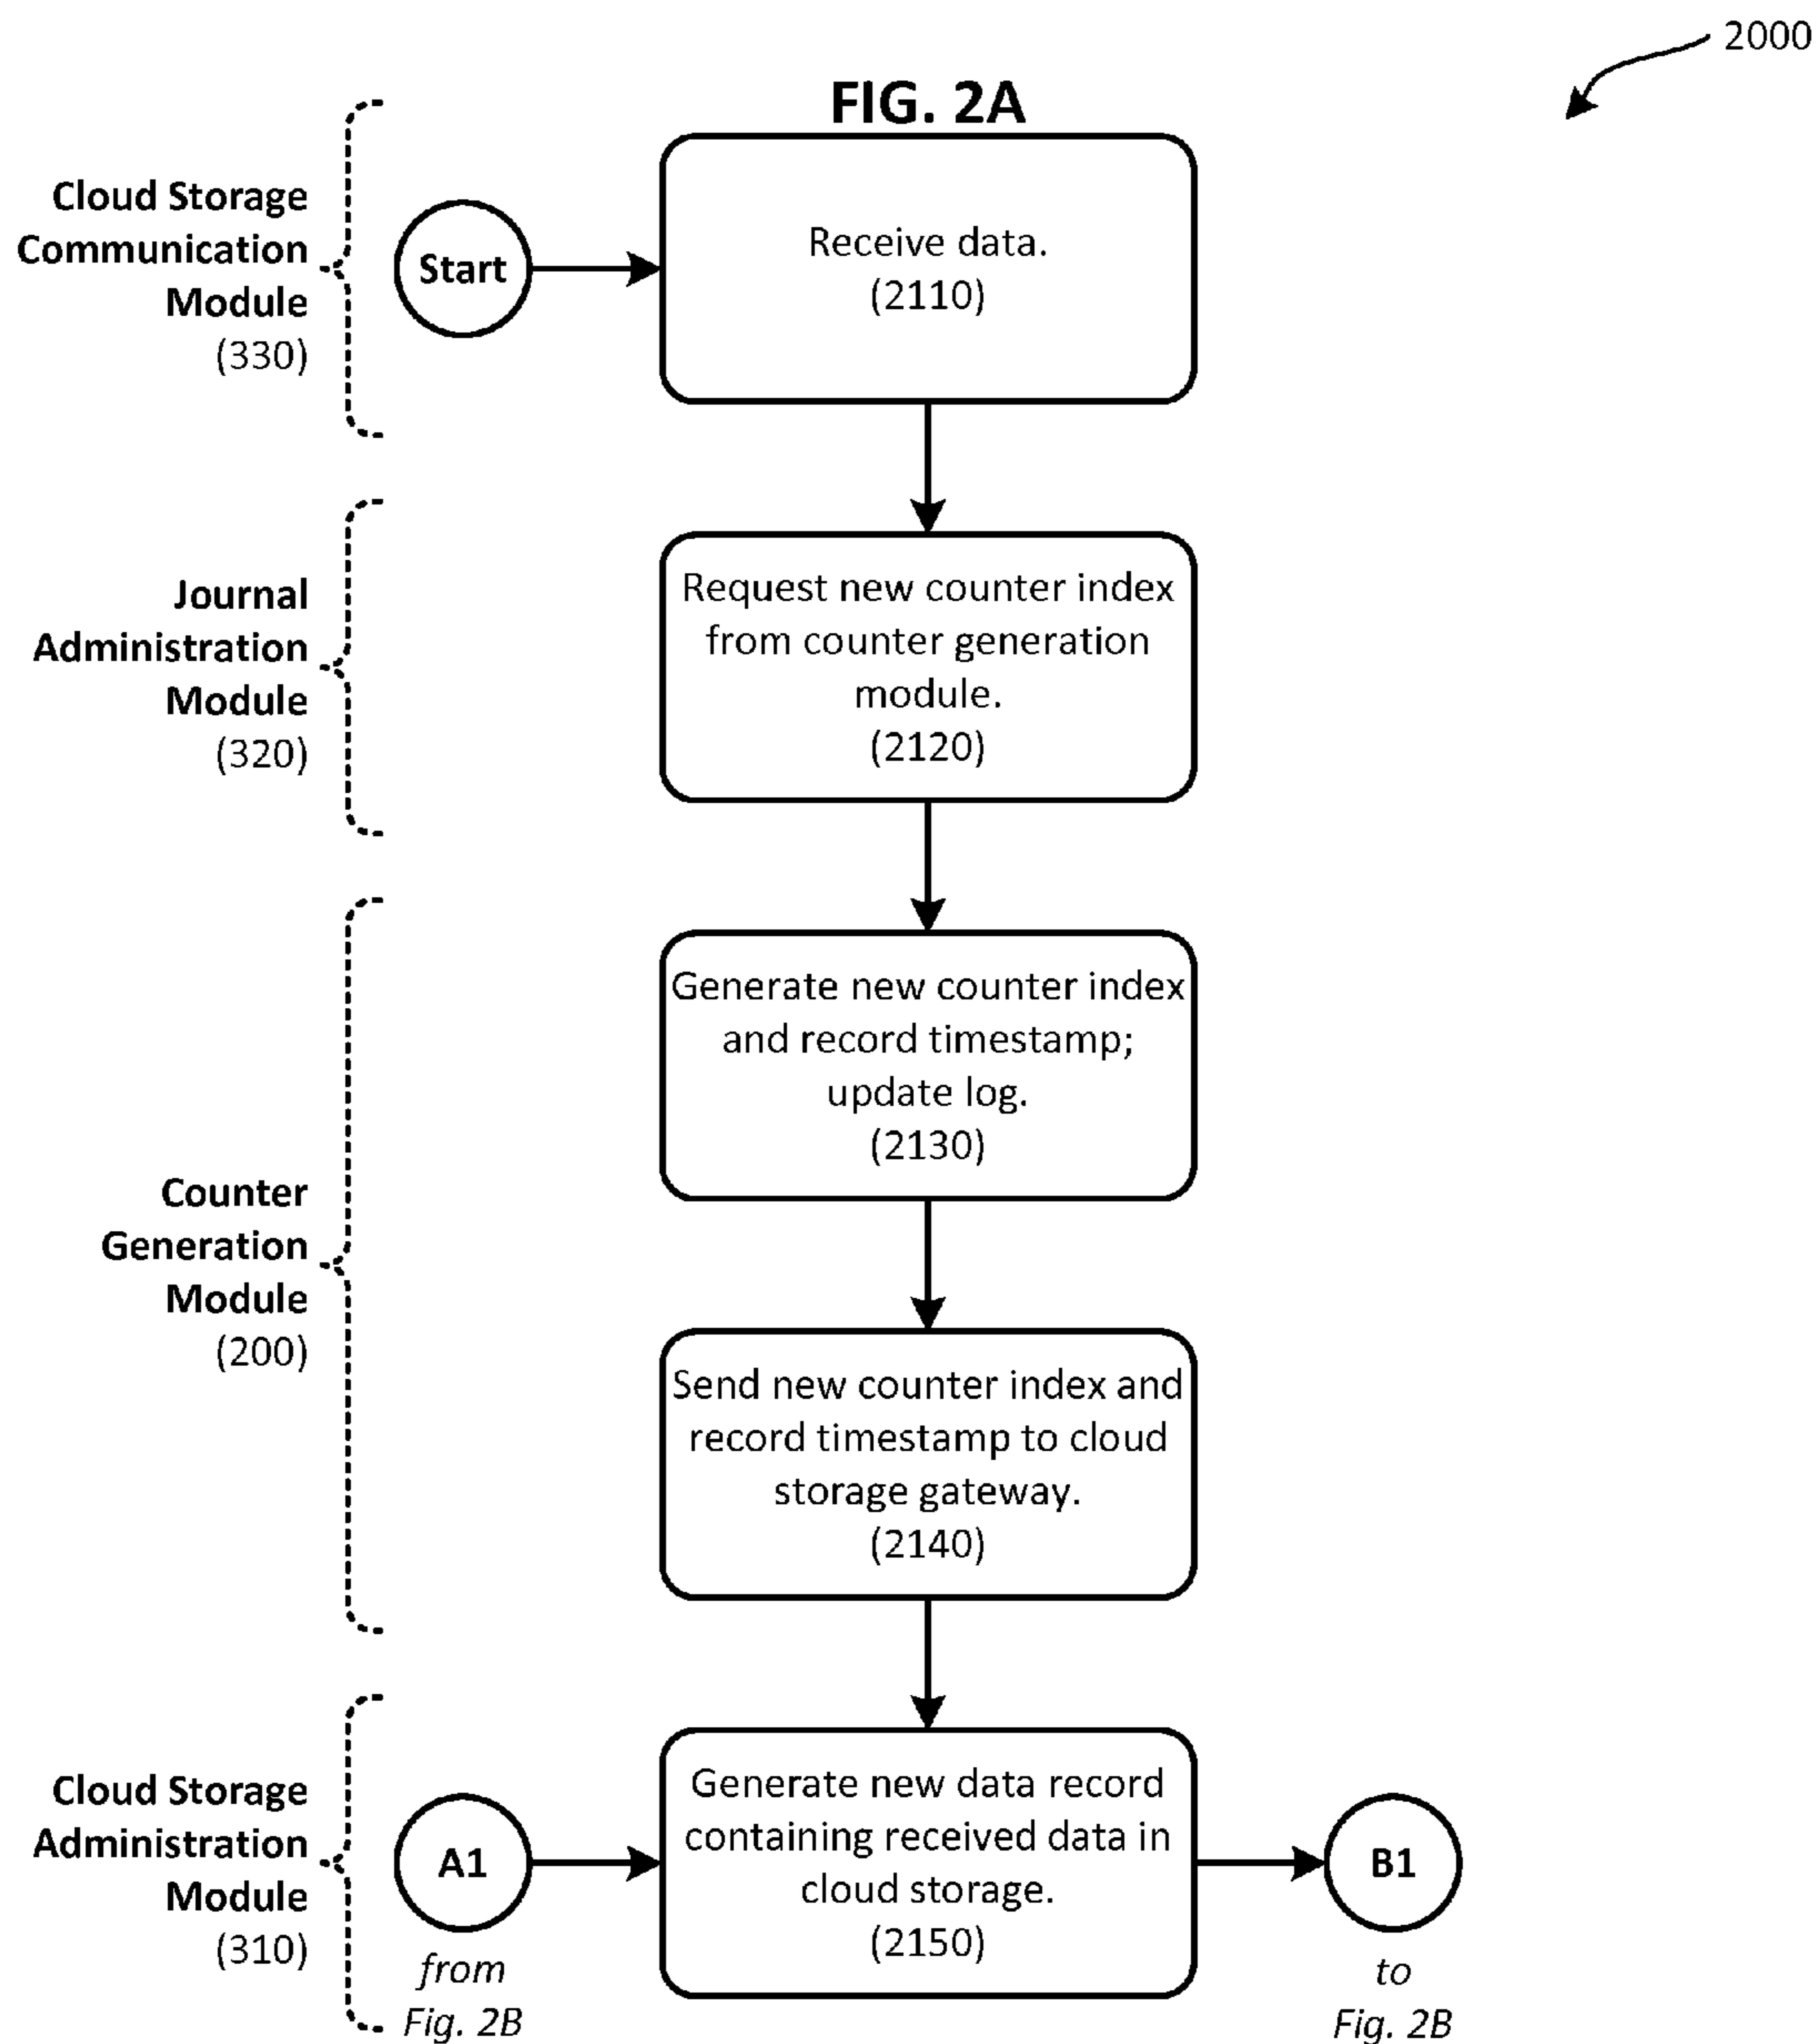 2000
FIG. 2A
Cloud Storage
Communication
Module
(330)
Start
Receive data.
(2110)
Journal
Administration
Module
(320)
Request new counter index
from counter generation
module.
(2120)
Counter
Generation
Module
(200)
Generate new counter index
and record timestamp;
update log.
(2130)
Send new counter index and
record timestamp to cloud
storage gateway.
(2140)
Cloud Storage
Administration
Module
(310)
A1
from
Fig. 2B
Generate new data record
containing received data in
cloud storage.
(2150)
B1
to
Fig. 2B